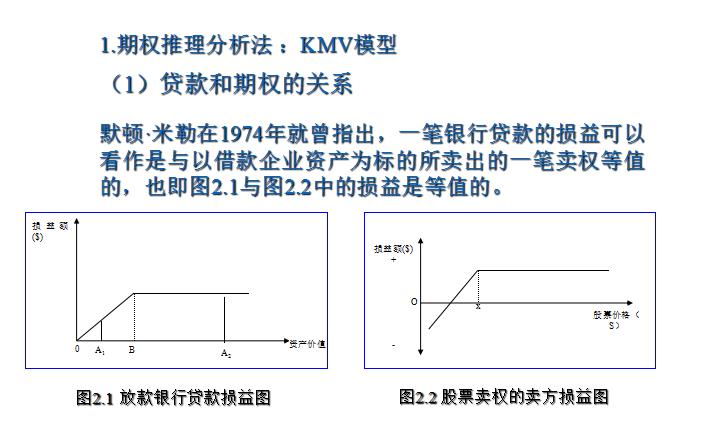 1.期权推理分析法 ：KMV模型
（1）贷款和期权的关系
默顿·米勒在1974年就曾指出，一笔银行贷款的损益可以
看作是与以借款企业资产为标的所卖出的一笔卖权等值
的，也即图2.1与图2.2中的损益是等值的。
损 益 额
($)
0 A1 B A2 资产价值
损益额($)
+
O
x
股票价格（
S）
-
图2.1 放款银行贷款损益图
图2.2 股票卖权的卖方损益图